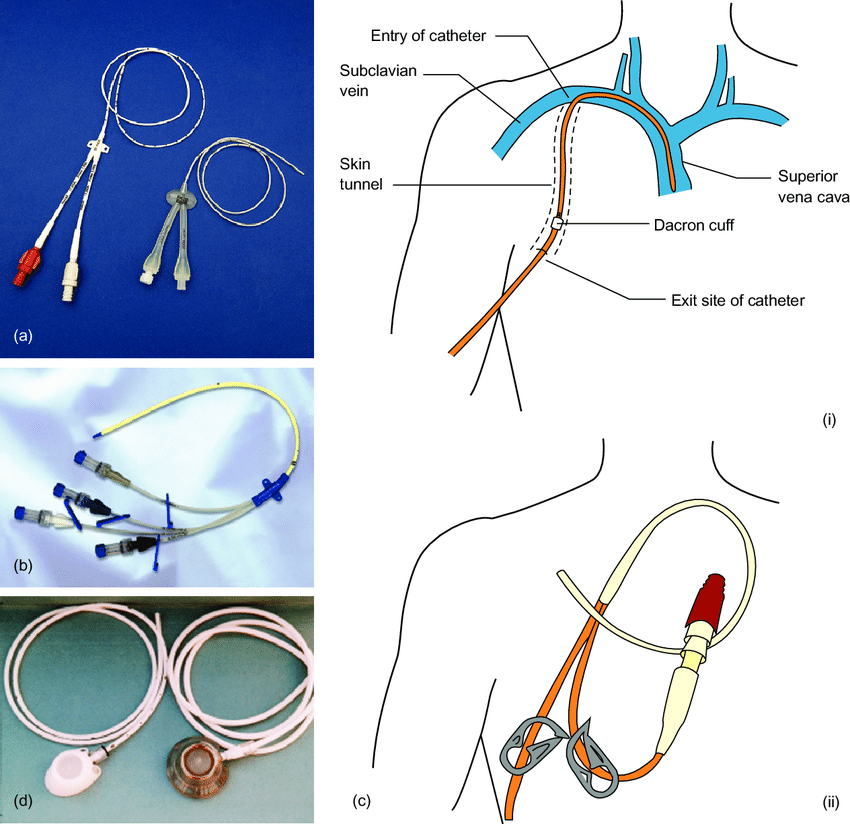 (a)
(b)
(d)
Entry of catheter
Subclavian
vein
Skin
tunnel
Superior
vena cava
Dacron cuff
Exit site of catheter
(i)
(c)
(ii)